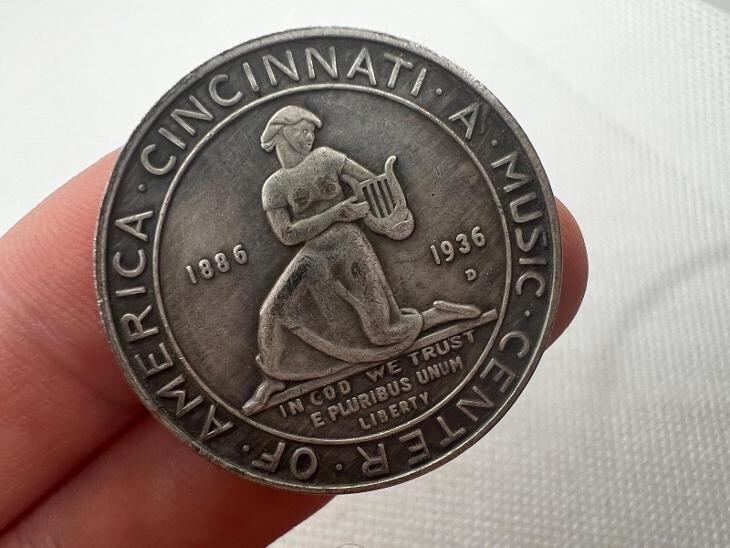 CINCINNATI · A · MUSIC · CENTER · OF · AMERICA ·
1886
1936
D
IN GOD WE TRUST
E PLURIBUS UNUM
LIBERTY